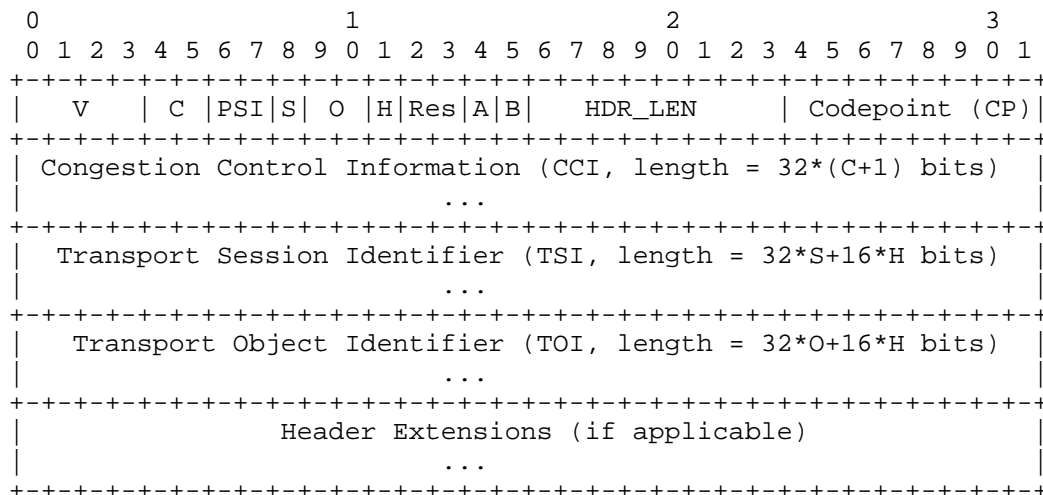 0                   1                   2                   3
 0 1 2 3 4 5 6 7 8 9 0 1 2 3 4 5 6 7 8 9 0 1 2 3 4 5 6 7 8 9 0 1
+-+-+-+-+-+-+-+-+-+-+-+-+-+-+-+-+-+-+-+-+-+-+-+-+-+-+-+-+-+-+-+-+
|   V   | C |PSI|S| O |H|Res|A|B|   HDR_LEN     | Codepoint (CP)|
+-+-+-+-+-+-+-+-+-+-+-+-+-+-+-+-+-+-+-+-+-+-+-+-+-+-+-+-+-+-+-+-+
| Congestion Control Information (CCI, length = 32*(C+1) bits)  |
|                          ...                                  |
+-+-+-+-+-+-+-+-+-+-+-+-+-+-+-+-+-+-+-+-+-+-+-+-+-+-+-+-+-+-+-+-+
|  Transport Session Identifier (TSI, length = 32*S+16*H bits)  |
|                          ...                                  |
+-+-+-+-+-+-+-+-+-+-+-+-+-+-+-+-+-+-+-+-+-+-+-+-+-+-+-+-+-+-+-+-+
|   Transport Object Identifier (TOI, length = 32*O+16*H bits)  |
|                          ...                                  |
+-+-+-+-+-+-+-+-+-+-+-+-+-+-+-+-+-+-+-+-+-+-+-+-+-+-+-+-+-+-+-+-+
|                Header Extensions (if applicable)              |
|                          ...                                  |
+-+-+-+-+-+-+-+-+-+-+-+-+-+-+-+-+-+-+-+-+-+-+-+-+-+-+-+-+-+-+-+-+